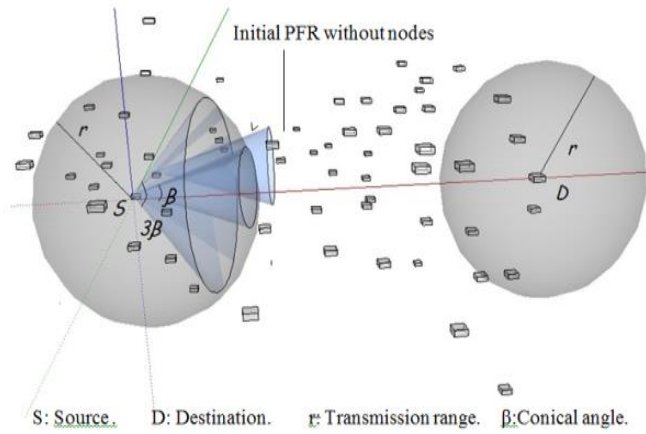 Initial PFR without nodes
r
r
β
S
3β
D
S: Source. D: Destination. r: Transmission range. β:Conical angle.